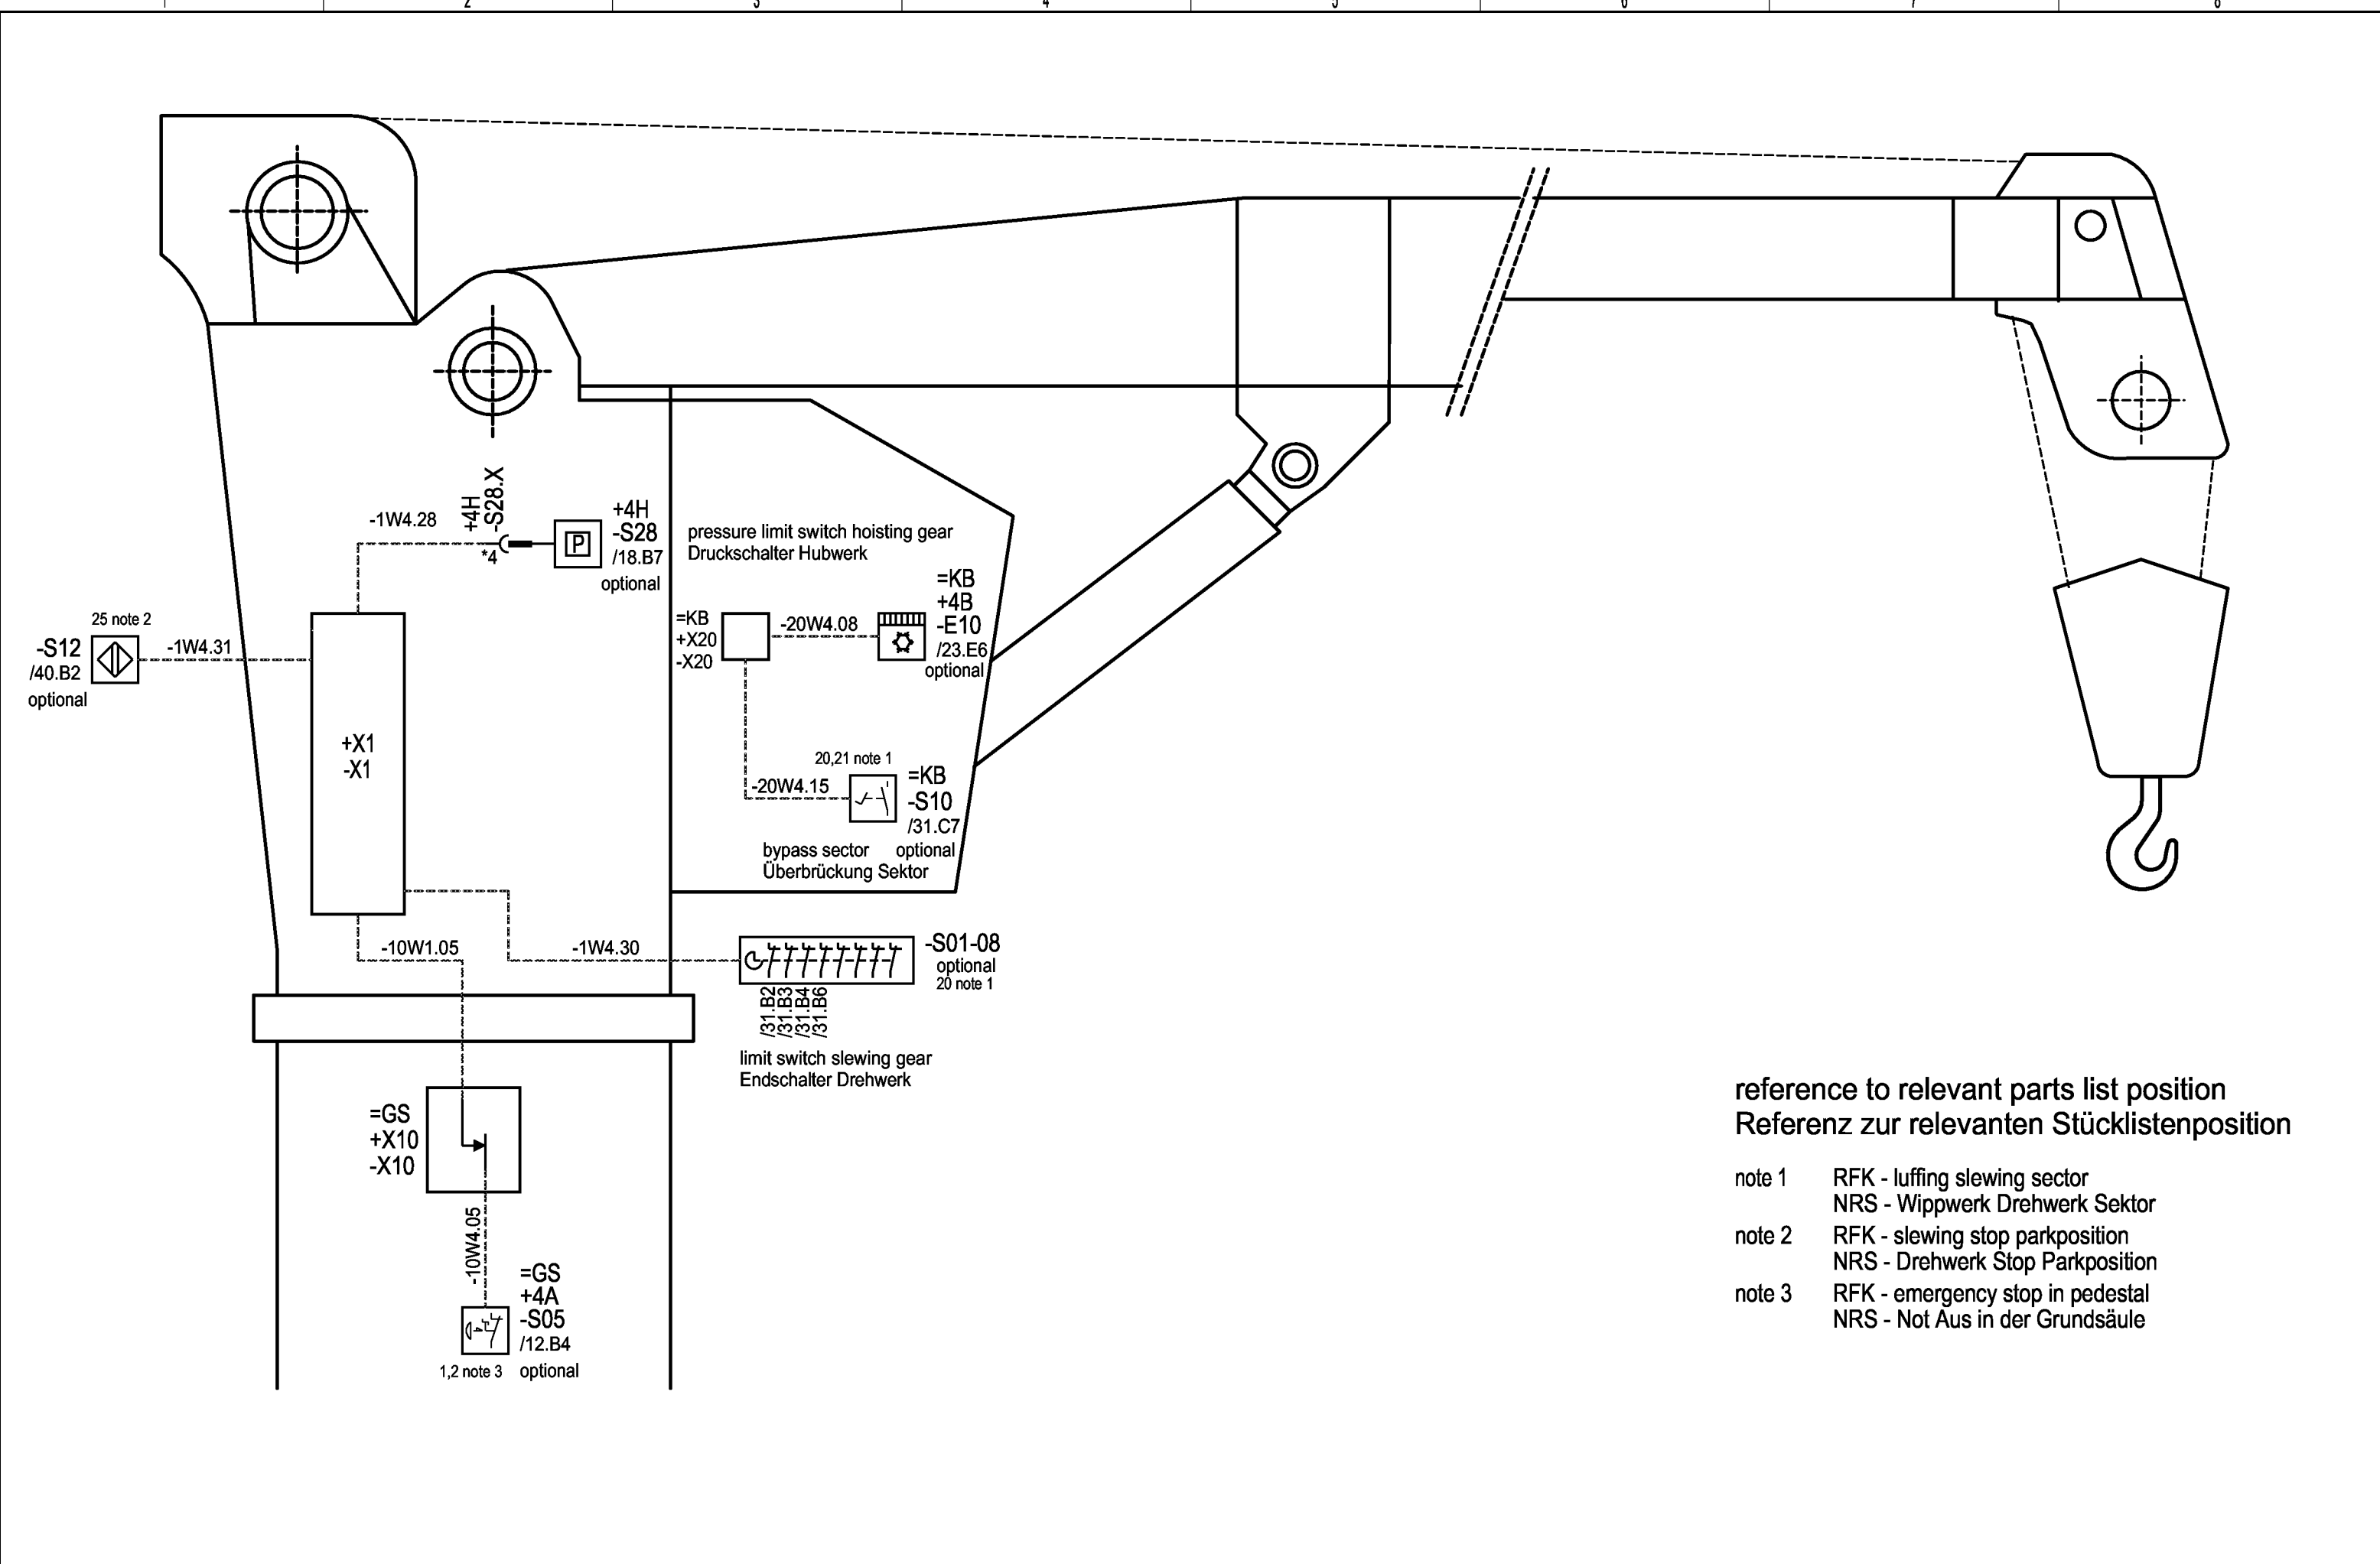 2
3
4
5
6
7
8
+4H
-S28.X
-1W4.28
*4
P
+4H
-S28
/18.B7
optional
pressure limit switch hoisting gear
Druckschalter Hubwerk
25 note 2
-S12
/40.B2
optional
-1W4.31
+X1
-X1
=KB
+X20
-X20
-20W4.08
=KB
+4B
-E10
/23.E6
optional
20,21 note 1
-20W4.15
=KB
-S10
/31.C7
optional
bypass sector
Überbrückung Sektor
-10W1.05
-1W4.30
-S01-08
optional
20 note 1
/31.B2
/31.B3
/31.B4
/31.B6
limit switch slewing gear
Endschalter Drehwerk
=GS
+X10
-X10
-10W4.05
=GS
+4A
-S05
/12.B4
optional
1,2 note 3
reference to relevant parts list position
Referenz zur relevanten Stücklistenposition
note 1 RFK - luffing slewing sector
NRS - Wippwerk Drehwerk Sektor
note 2 RFK - slewing stop parkposition
NRS - Drehwerk Stop Parkposition
note 3 RFK - emergency stop in pedestal
NRS - Not Aus in der Grundsäule